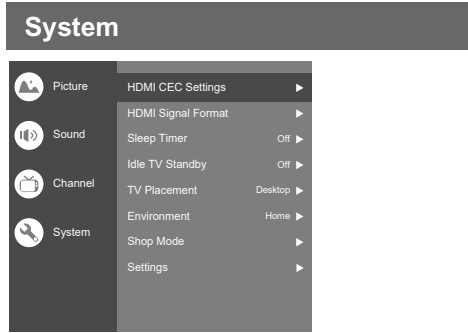 System
Picture
Sound
Channel
System
HDMI CEC Settings
HDMI Signal Format
Sleep Timer Off
Idle TV Standby Off
TV Placement Desktop
Environment Home
Shop Mode
Settings